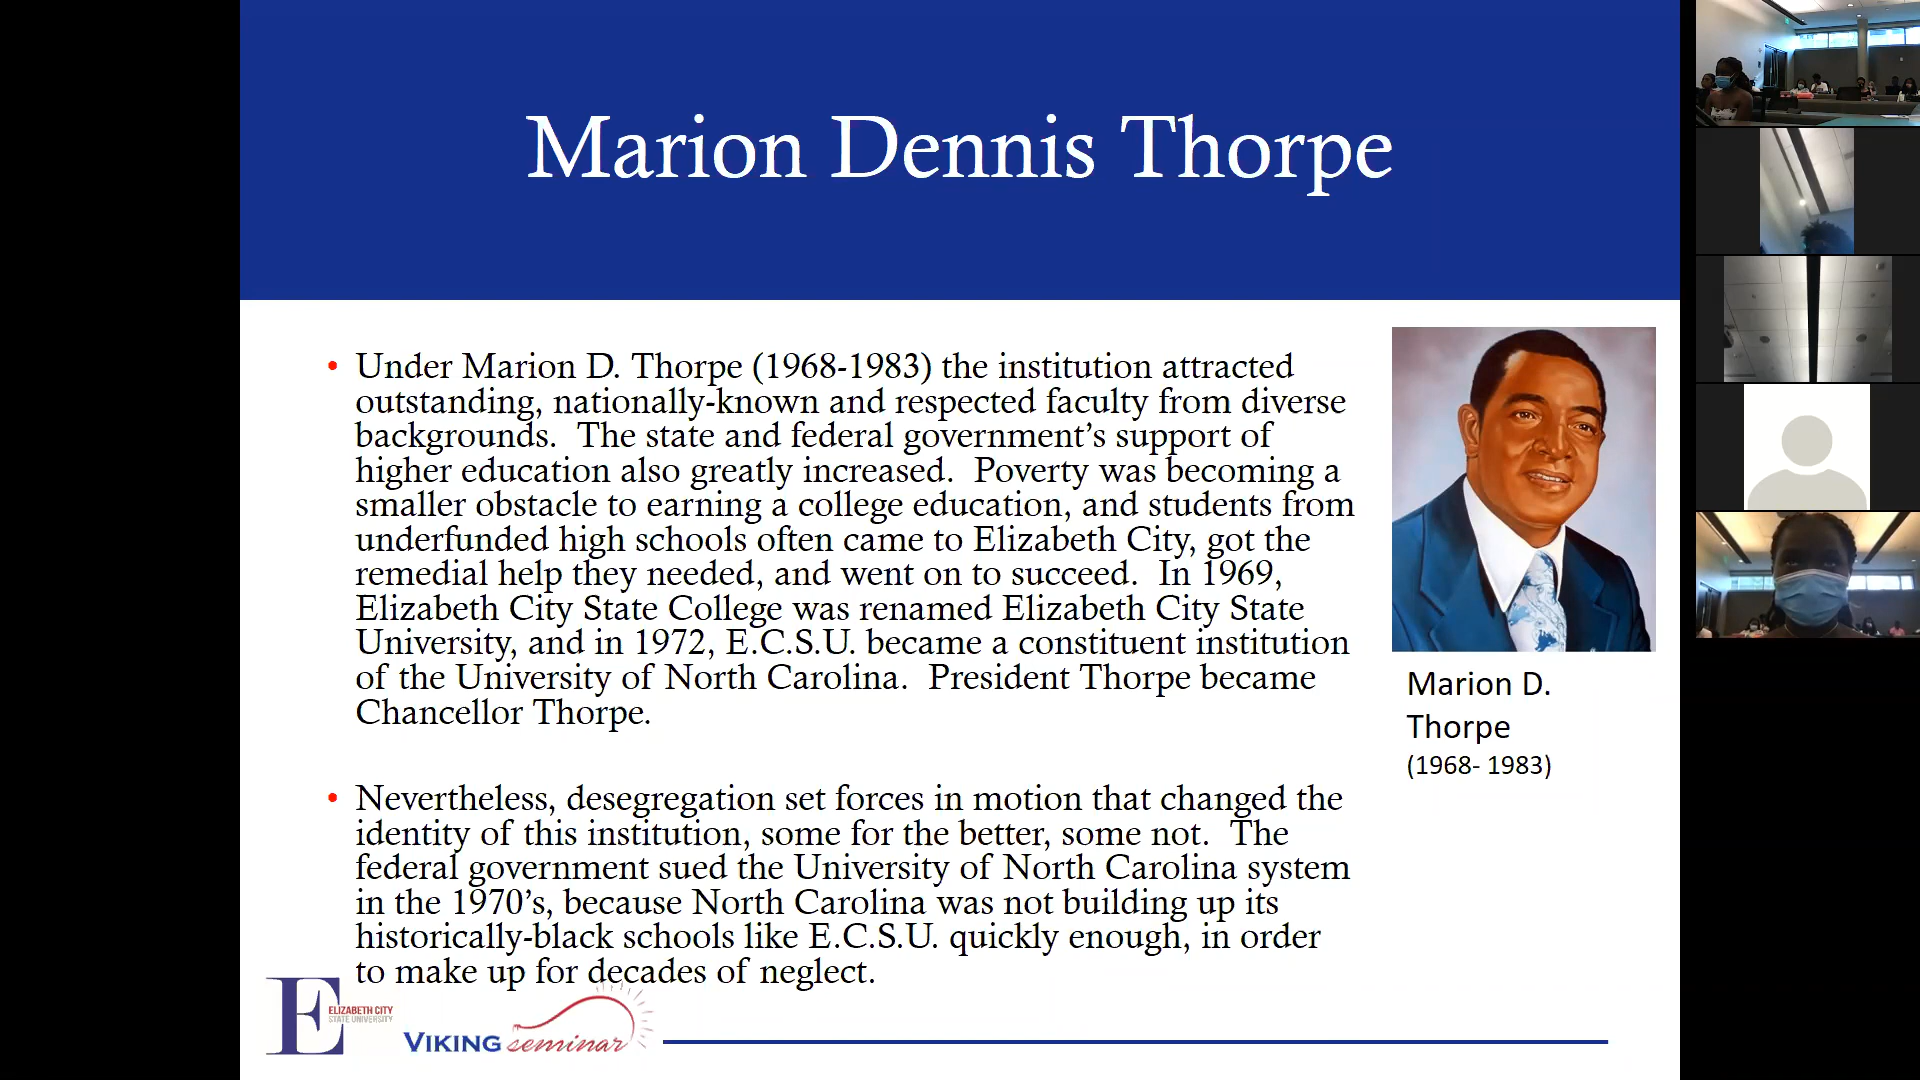 Marion Dennis Thorpe
• Under Marion D. Thorpe (1968-1983) the institution attracted
outstanding, nationally-known and respected faculty from diverse
backgrounds. The state and federal government's support of
higher education also greatly increased. Poverty was becoming a
smaller obstacle to earning a college education, and students from
underfunded high schools often came to Elizabeth City, got the
remedial help they needed, and went on to succeed. In 1969,
Elizabeth City State College was renamed Elizabeth City State
University, and in 1972, E.C.S.U. became a constituent institution
of the University of North Carolina. President Thorpe became
Chancellor Thorpe.
• Nevertheless, desegregation set forces in motion that changed the
identity of this institution, some for the better, some not. The
federal government sued the University of North Carolina system
in the 1970's, because North Carolina was not building up its
historically-black schools like E.C.S.U. quickly enough, in order
to make up for decades of neglect.
Marion D.
Thorpe
(1968- 1983)
E
ELIZABETH CITY
STATE UNIVERSITY
VIKING seminar